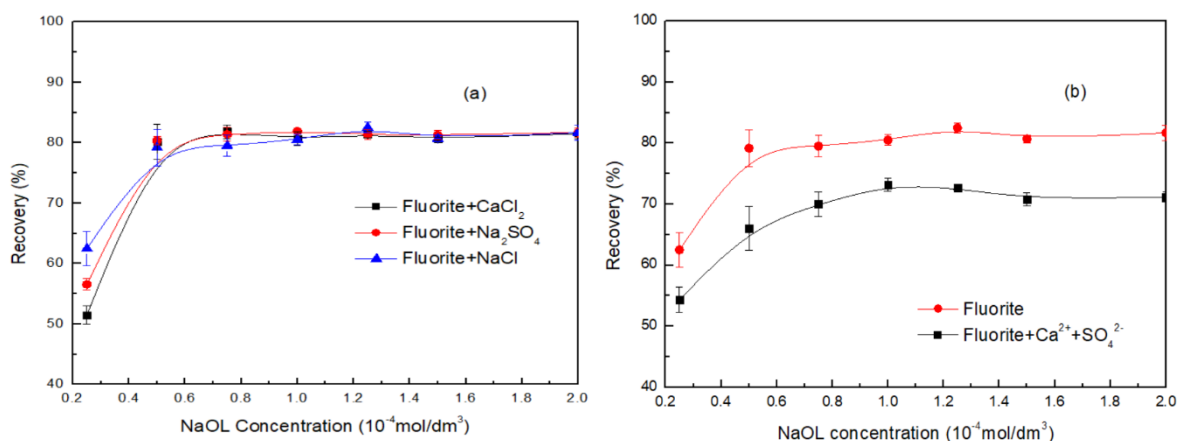 100
90
80
70
60
50
40
Recovery (%)
(a)
Fluorite+CaCl2
Fluorite+Na2SO4
Fluorite+NaCl
0.2 0.4 0.6 0.8 1.0 1.2 1.4 1.6 1.8 2.0
NaOL Concentration (10-4mol/dm3)
100
90
80
70
60
50
40
Recovery (%)
(b)
Fluorite
Fluorite+Ca2++SO42-
0.2 0.4 0.6 0.8 1.0 1.2 1.4 1.6 1.8 2.0
NaOL concentration (10-4mol/dm3)